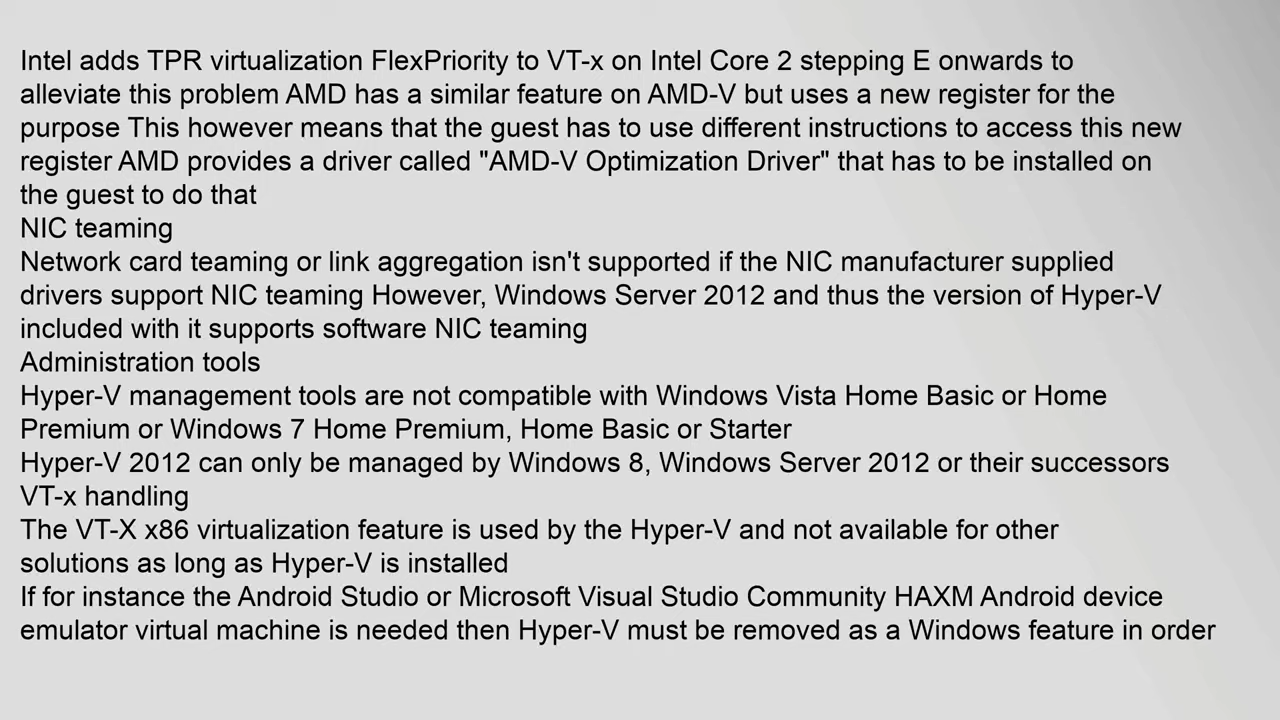 Intel adds TPR virtualization FlexPriority to VT-x on Intel Core 2 stepping E onwards to
alleviate this problem AMD has a similar feature on AMD-V but uses a new register for the
purpose This however means that the guest has to use different instructions to access this new
register AMD provides a driver called "AMD-V Optimization Driver" that has to be installed on
the guest to do that
NIC teaming
Network card teaming or link aggregation isn't supported if the NIC manufacturer supplied
drivers support NIC teaming However, Windows Server 2012 and thus the version of Hyper-V
included with it supports software NIC teaming
Administration tools
Hyper-V management tools are not compatible with Windows Vista Home Basic or Home
Premium or Windows 7 Home Premium, Home Basic or Starter
Hyper-V 2012 can only be managed by Windows 8, Windows Server 2012 or their successors
VT-x handling
The VT-X x86 virtualization feature is used by the Hyper-V and not available for other
solutions as long as Hyper-V is installed
If for instance the Android Studio or Microsoft Visual Studio Community HAXM Android device
emulator virtual machine is needed then Hyper-V must be removed as a Windows feature in order